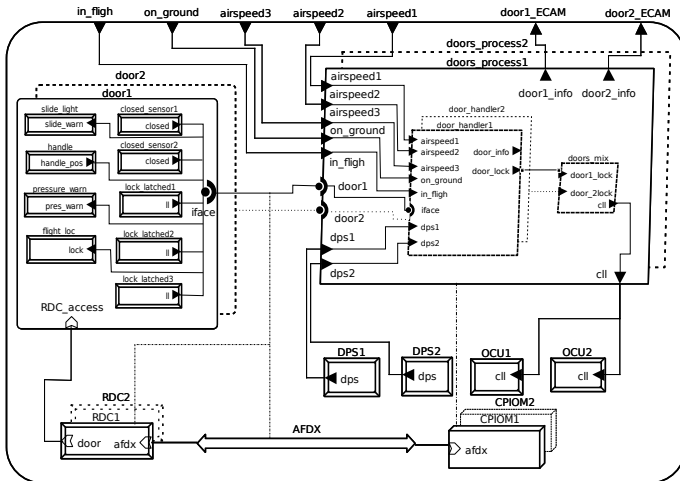 in_fligh on_ground airspeed3 airspeed2 airspeed1 door1_ECAM door2_ECAM
doors_process2
doors_process1
door2
door1
airspeed1
airspeed2
airspeed3
on_ground
in_fligh
door1
door2
dps1
dps2
door1_info door2_info
slide_light
slide_warn
handle
handle_pos
pressure_warn
pres_warn
flight_loc
lock
closed_sensor1
closed
closed_sensor2
closed
lock_latched1
ll
lock_latched2
ll
lock_latched3
ll
iface
RDC_access
door_handler2
door_handler1
airspeed1
airspeed2
airspeed3
on_ground
in_fligh
iface
dps1
dps2
door_info
door_lock
doors_mix
door1_lock
door_2lock
cll
cll
DPS1
dps
DPS2
dps
OCU1
cll
OCU2
cll
RDC2
RDC1
door afdx
AFDX
CPIOM2
CPIOM1
afdx